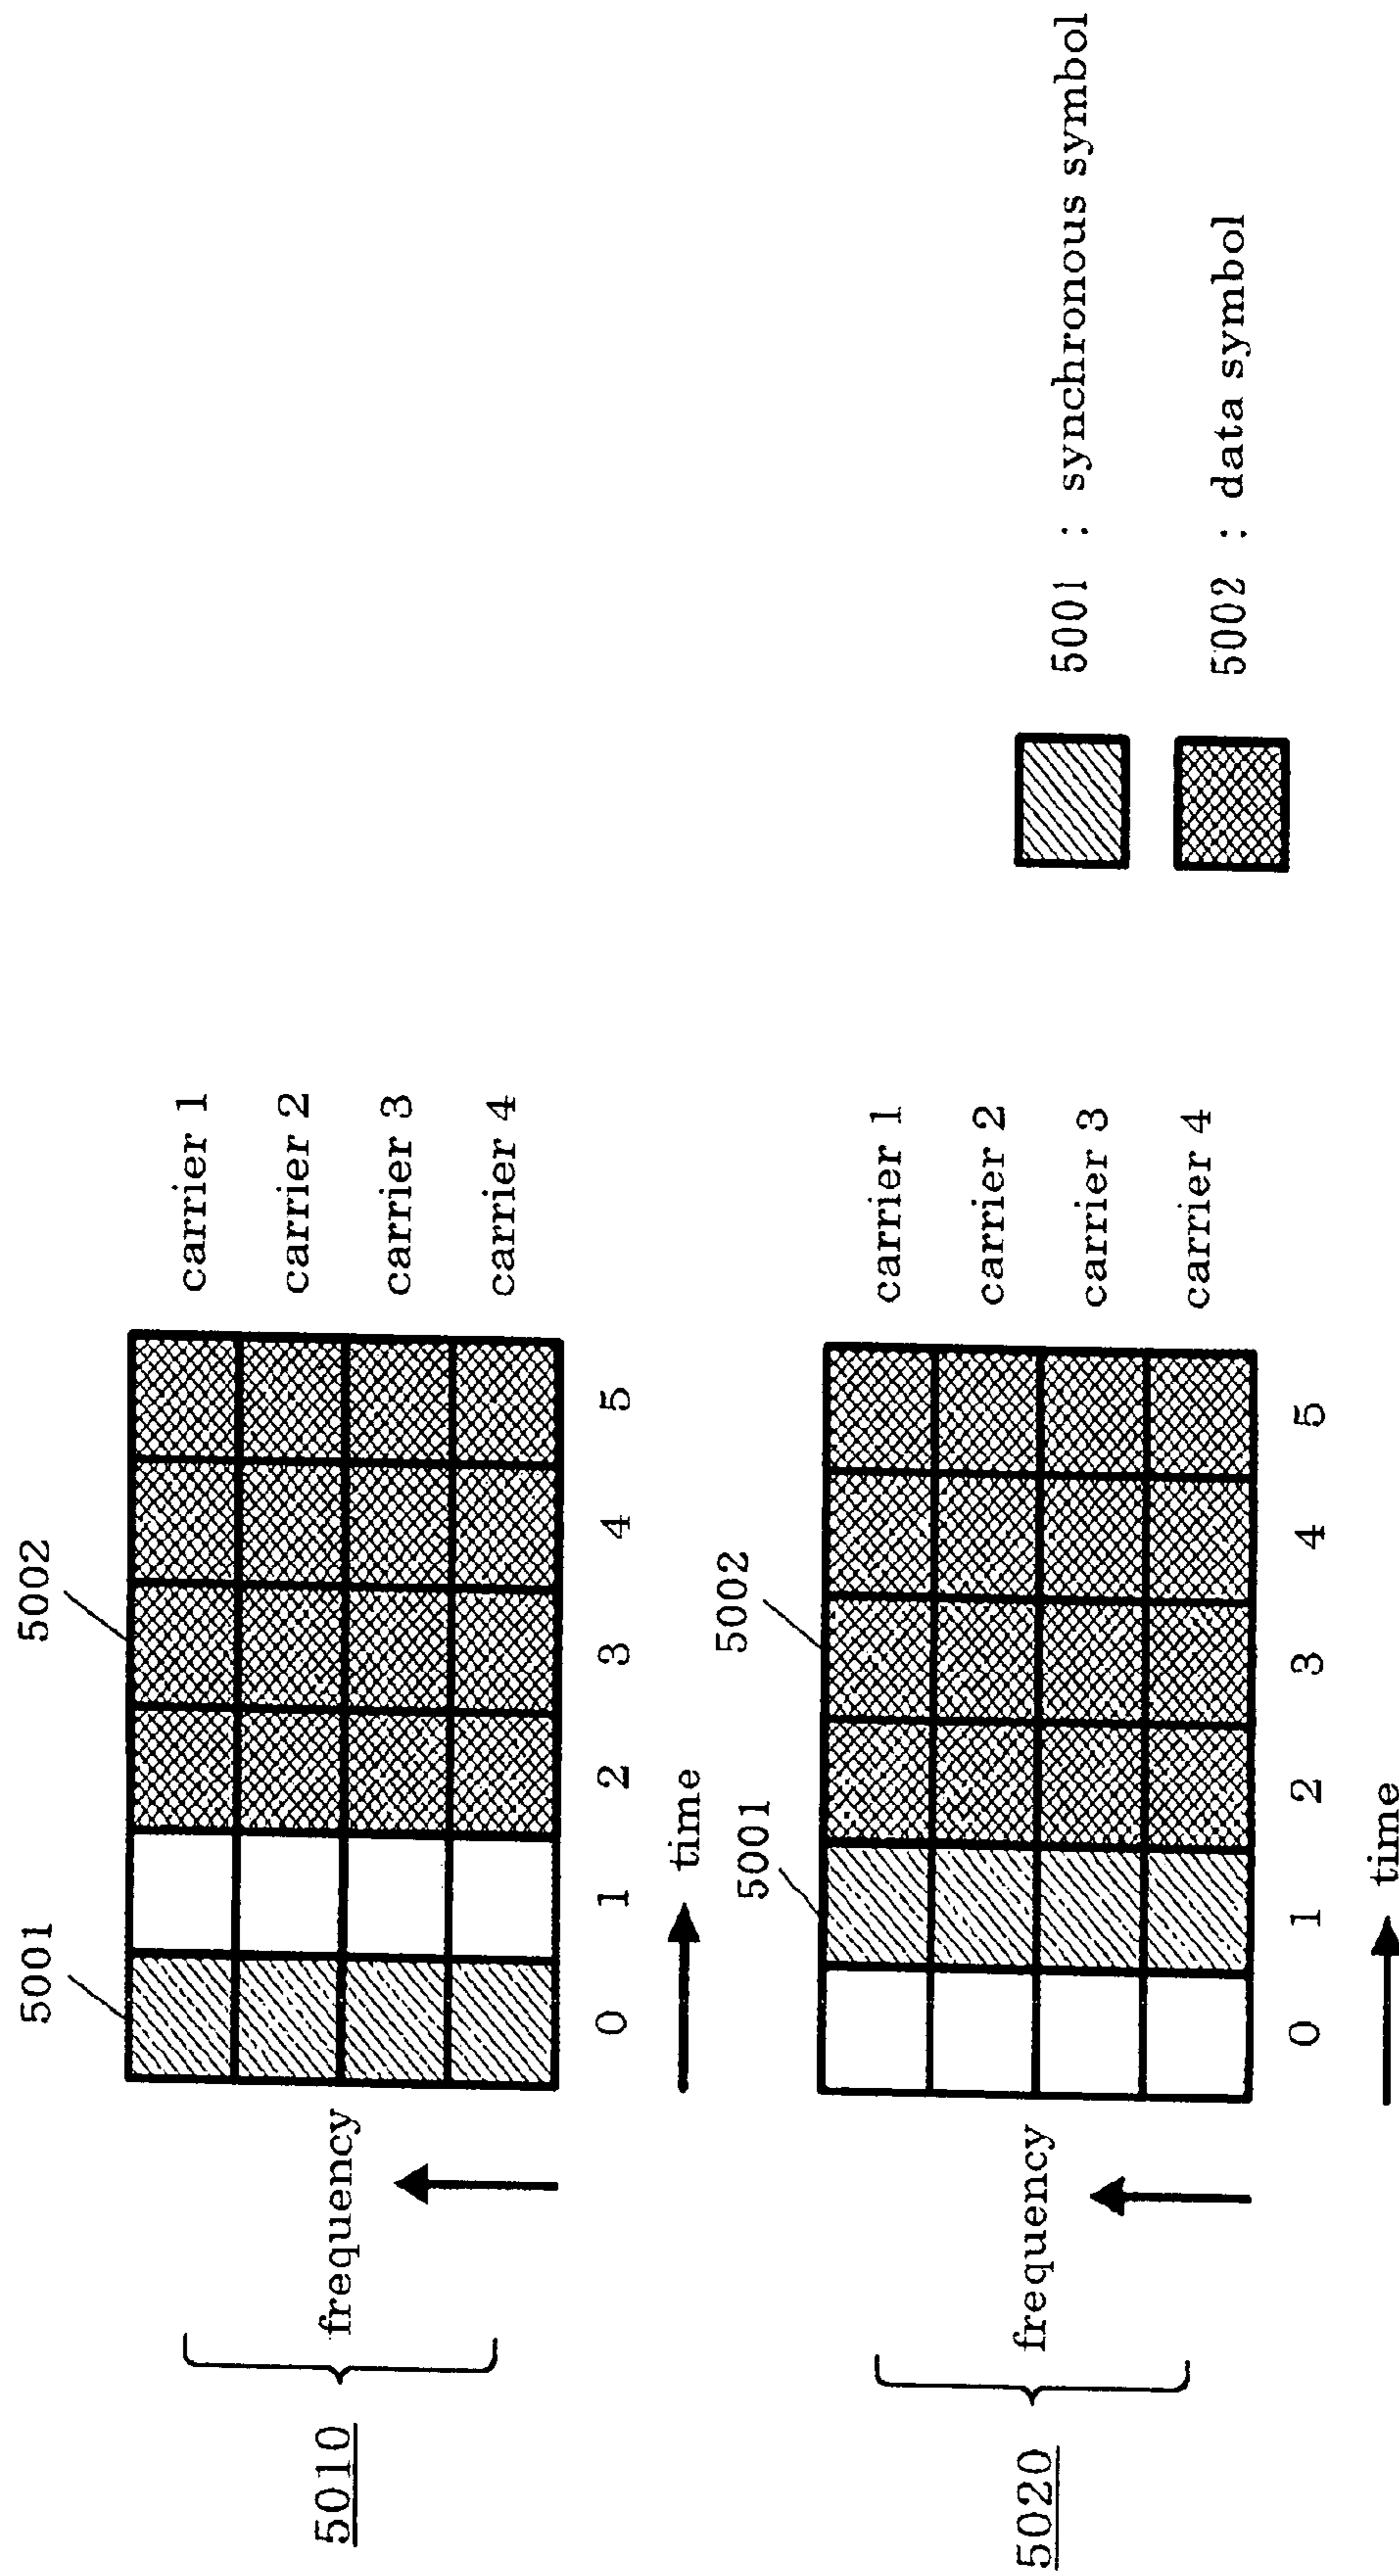 5010
frequency
5001
5002
carrier 1
carrier 2
carrier 3
carrier 4
0 1 2 3 4 5
time
5020
frequency
5001
5002
carrier 1
carrier 2
carrier 3
carrier 4
0 1 2 3 4 5
time
5001 : synchronous symbol
5002 : data symbol